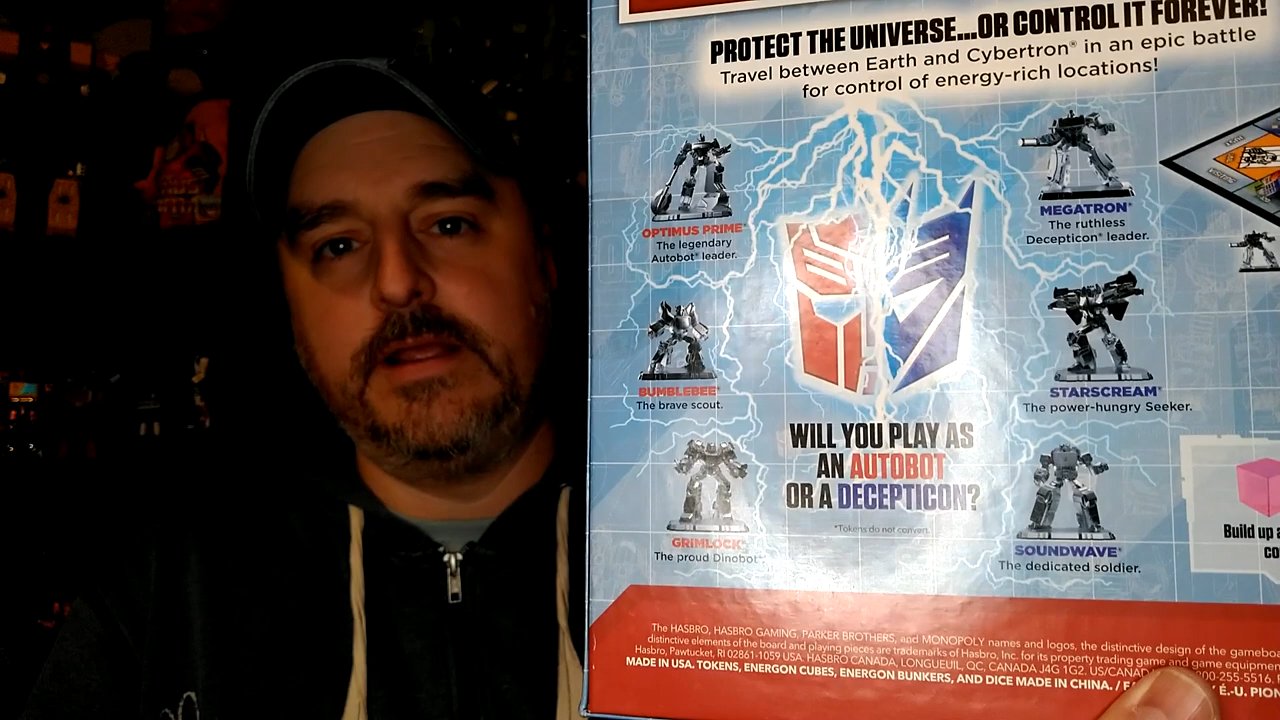 PROTECT THE UNIVERSE...OR CONTROL IT FOREVER!
Travel between Earth and Cybertron® in an epic battle
for control of energy-rich locations!
OPTIMUS PRIME®
The legendary
Autobot® leader.
MEGATRON®
The ruthless
Decepticon® leader.
BUMBLEBEE®
The brave scout.
STARSCREAM®
The power-hungry Seeker.
WILL YOU PLAY AS
AN AUTOBOT
OR A DECEPTICON?
*Tokens do not convert.
GRIMLOCK®
The proud Dinobot
SOUNDWAVE®
The dedicated soldier.
Build up
The HASBRO, HASBRO GAMING, PARKER BROTHERS, and MONOPOLY names and logos, the distinctive design of the gameboard
distinctive elements of the board and playing pieces are trademarks of Hasbro, Inc. for its property trading game and game equipment
Hasbro, Pawtucket, RI 02861-1059 USA. HASBRO CANADA, LONGUEUIL, QC, CANADA J4G 1G2. US/CANADA 800-255-5516.
MADE IN USA. TOKENS, ENERGON CUBES, ENERGON BUNKERS, AND DICE MADE IN CHINA. / É.-U. PION